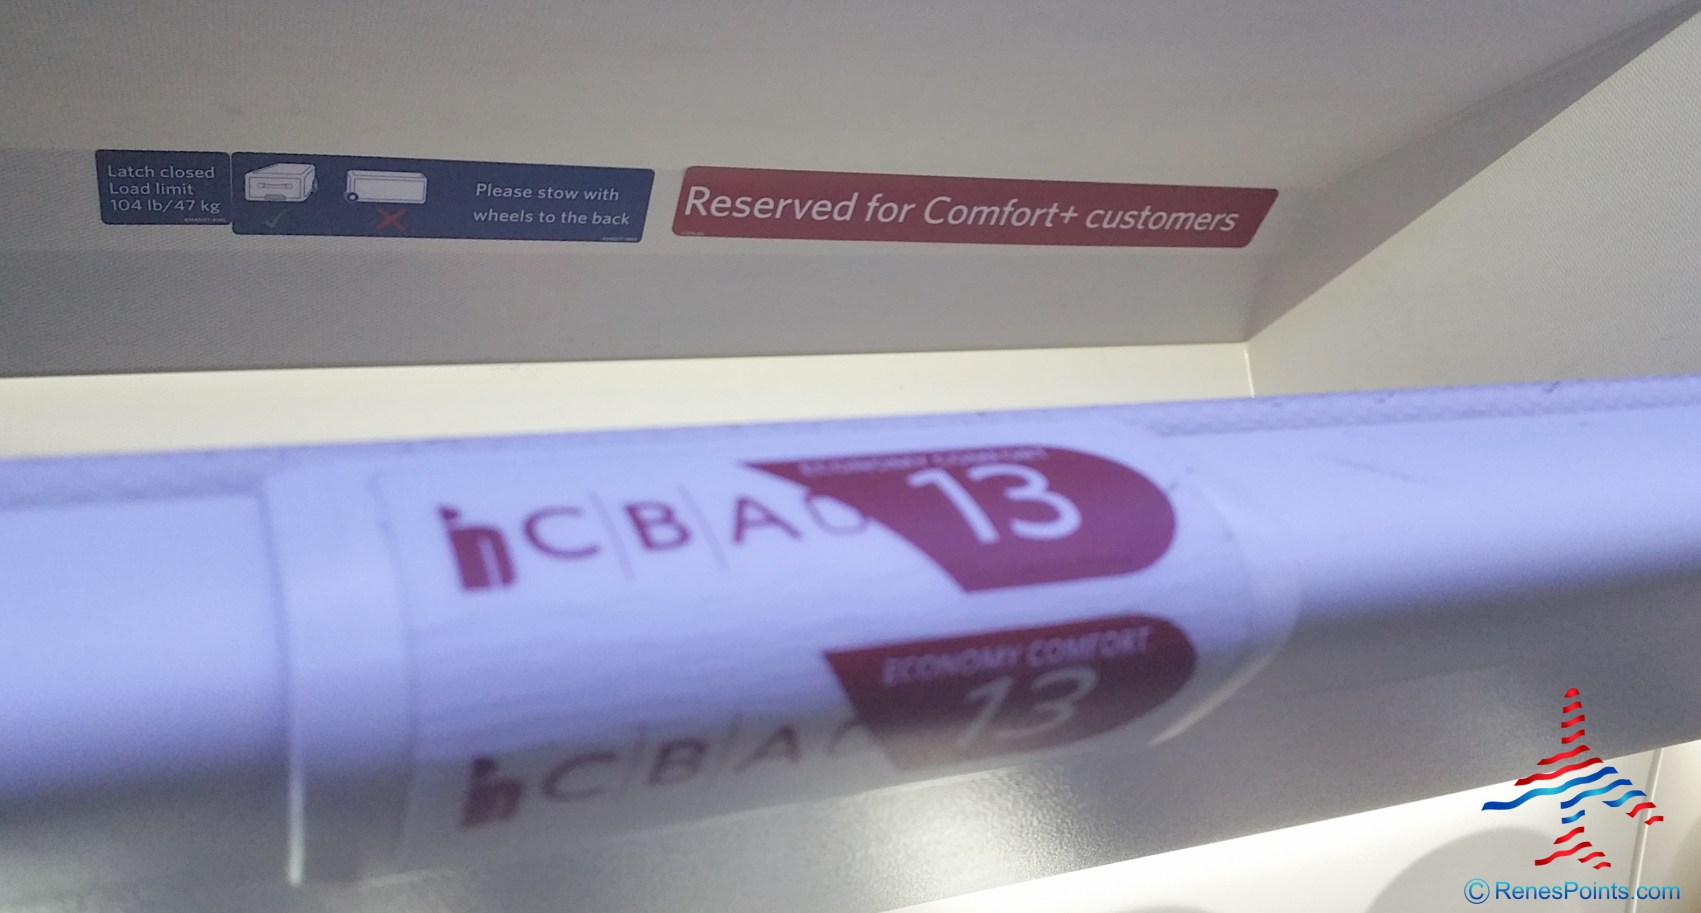 Latch closed
Load limit
104 lb/47 kg
Please stow with
wheels to the back
Reserved for Comfort+ customers
ECONOMY COMFORT
C B A 13
ECONOMY COMFORT
C B A 13
© RenesPoints.com